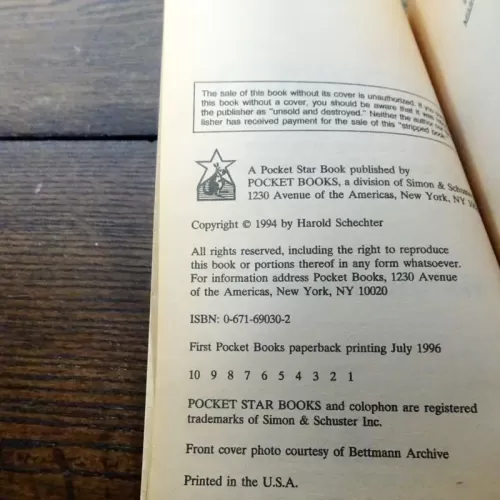 The sale of this book without its cover is unauthorized. If you
this book without a cover, you should be aware that it was
the publisher as "unsold and destroyed." Neither the author
lisher has received payment for the sale of this "stripped book
A Pocket Star Book published by
POCKET BOOKS, a division of Simon & Schuster
1230 Avenue of the Americas, New York, NY
Copyright © 1994 by Harold Schechter
All rights reserved, including the right to reproduce
this book or portions thereof in any form whatsoever.
For information address Pocket Books, 1230 Avenue
of the Americas, New York, NY 10020
ISBN: 0-671-69030-2
First Pocket Books paperback printing July 1996
10 9 8 7 6 5 4 3 2 1
POCKET STAR BOOKS and colophon are registered
trademarks of Simon & Schuster Inc.
Front cover photo courtesy of Bettmann Archive
Printed in the U.S.A.